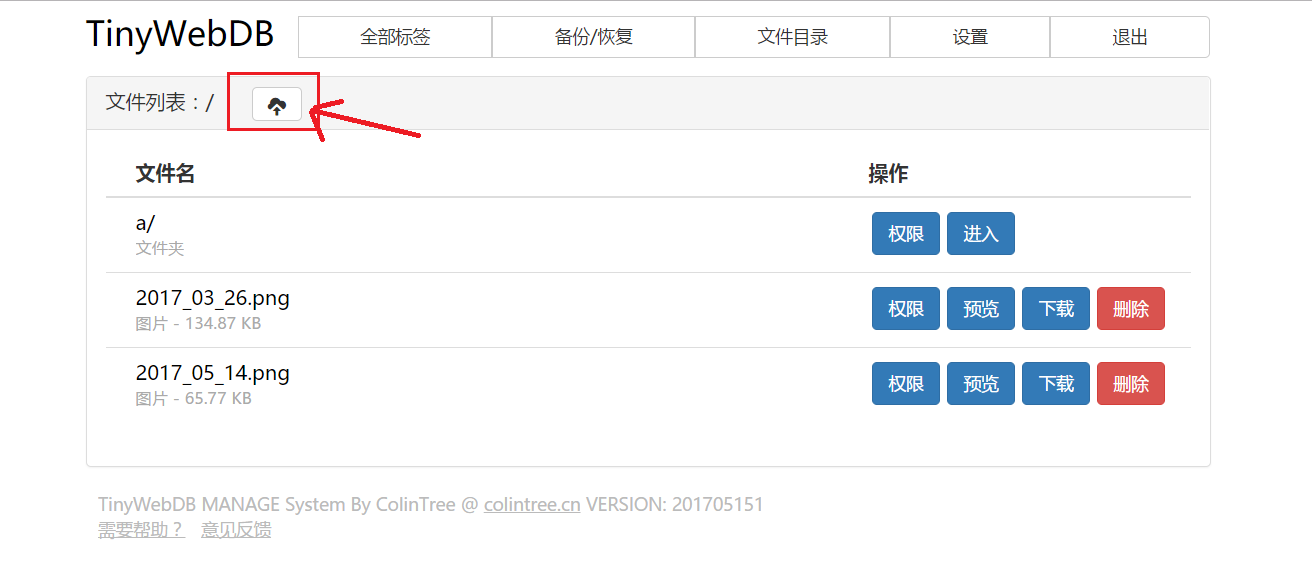 TinyWebDB 全部标签 备份/恢复 文件目录 设置 退出
文件列表：/
文件名 操作
a/
文件夹
权限 进入
2017_03_26.png
图片 - 134.87 KB
权限 预览 下载 删除
2017_05_14.png
图片 - 65.77 KB
权限 预览 下载 删除
TinyWebDB MANAGE System By ColinTree @ colintree.cn VERSION: 201705151
需要帮助？ 意见反馈